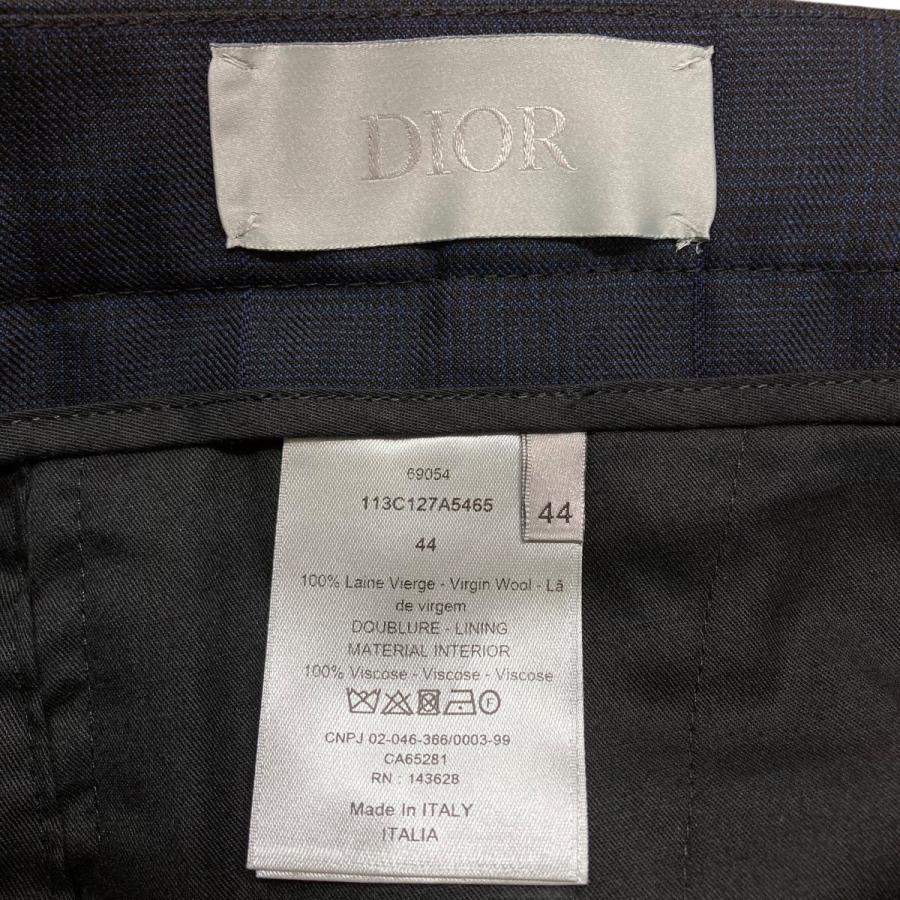 DIOR
69054
113C127A5465
44
44
100% Laine Vierge - Virgin Wool - Lã
de virgem
DOUBLURE - LINING
MATERIAL INTERIOR
100% Viscose - Viscose - Viscose
F
CNPJ 02-046-366/0003-99
CA65281
RN : 143628
Made In ITALY
ITALIA